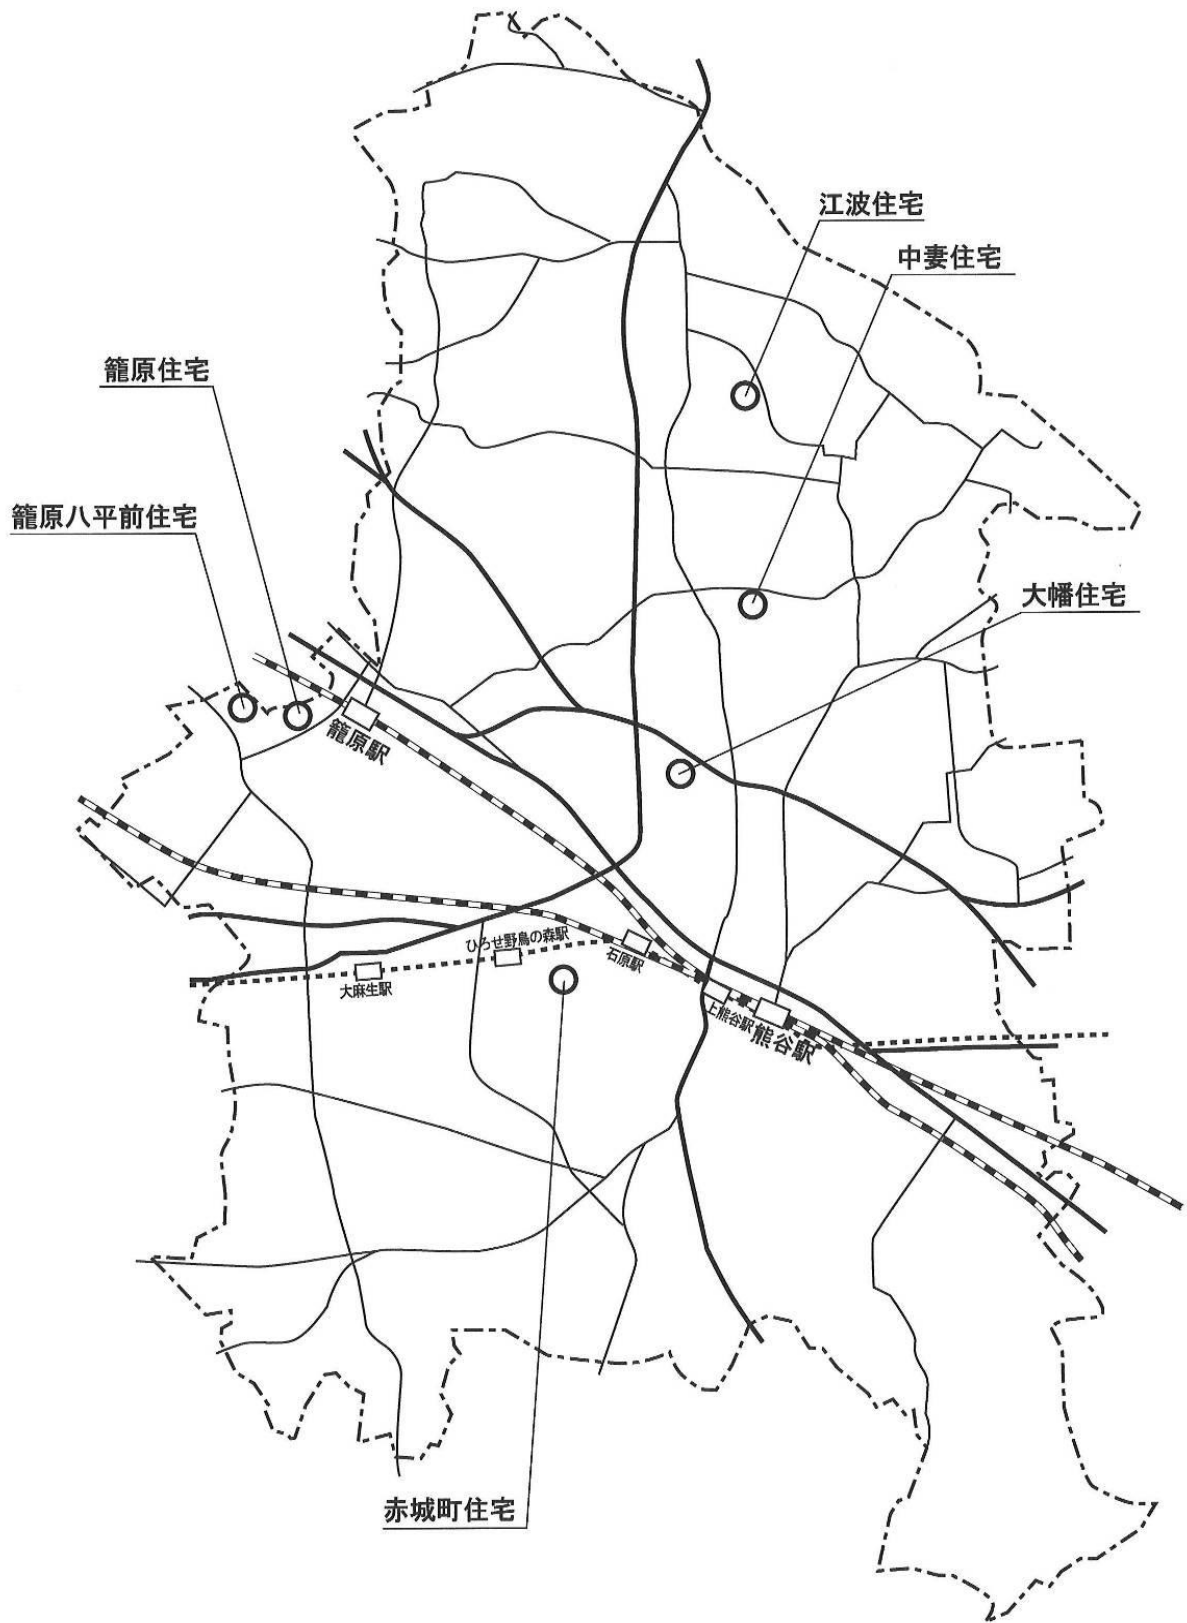 江波住宅
中妻住宅
籠原住宅
籠原八平前住宅
大幡住宅
籠原駅
ひろせ野鳥の森駅
石原駅
大麻生駅
上熊谷駅
熊谷駅
赤城町住宅